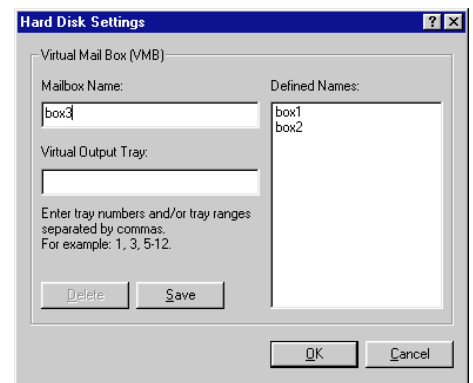 Hard Disk Settings
Virtual Mail Box (VMB)
Mailbox Name:
box3
Virtual Output Tray:
Enter tray numbers and/or tray ranges
separated by commas.
For example: 1, 3, 5-12.
Delete
Save
Defined Names:
box1
box2
OK
Cancel